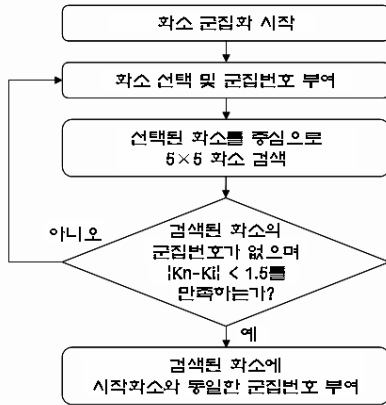 화소 군집화 시작
화소 선택 및 군집번호 부여
선택된 화소를 중심으로
5×5 화소 검색
검색된 화소의
군집번호가 없으며
|Kn-Ki| < 1.5를
만족하는가?
아니오
예
검색된 화소에
시작화소와 동일한 군집번호 부여